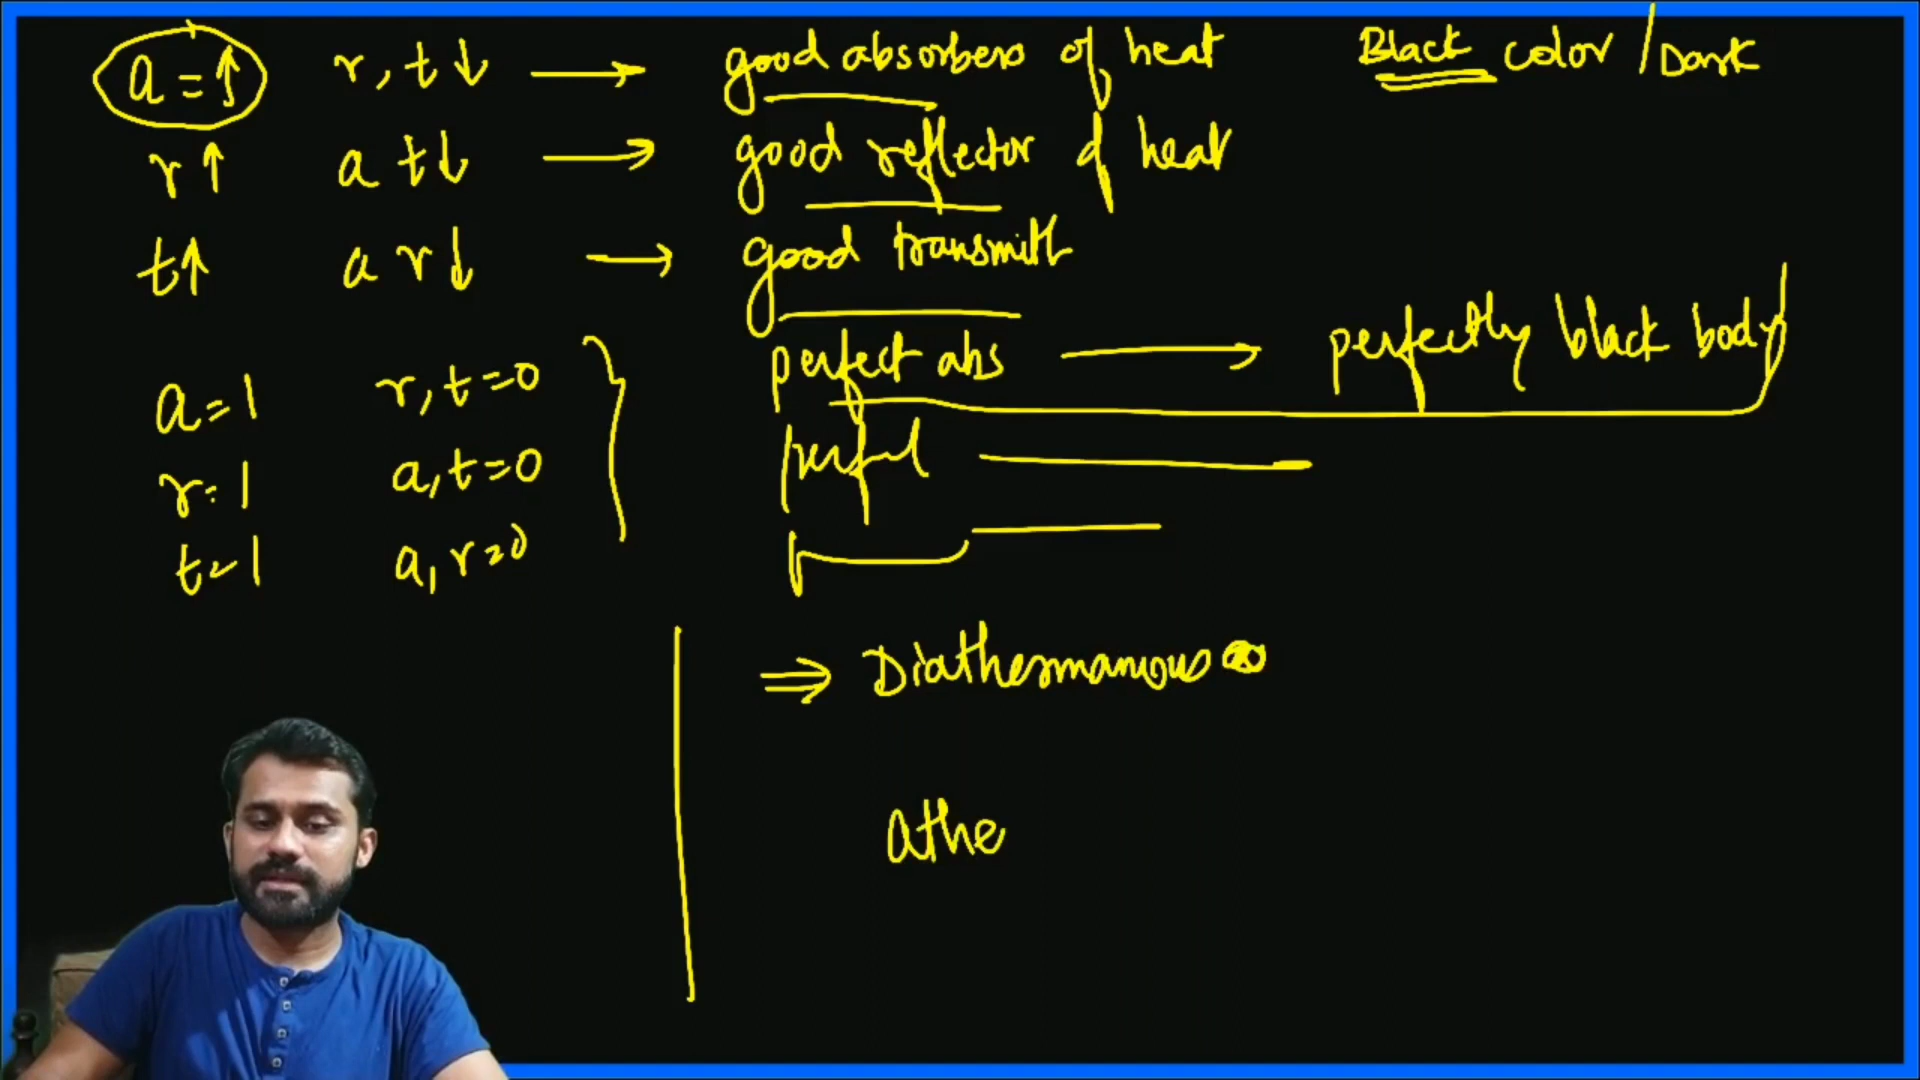 a = ↑ r, t ↓ → good absorbers of heat Black color / Dark
r ↑ a t ↓ → good reflector of heat
t ↑ a r ↓ → good transmitt
a = 1 r, t = 0 perfect abs → perfectly black body
r = 1 a, t = 0
t = 1 a, r = 0
⇒ Diathermanous
athe